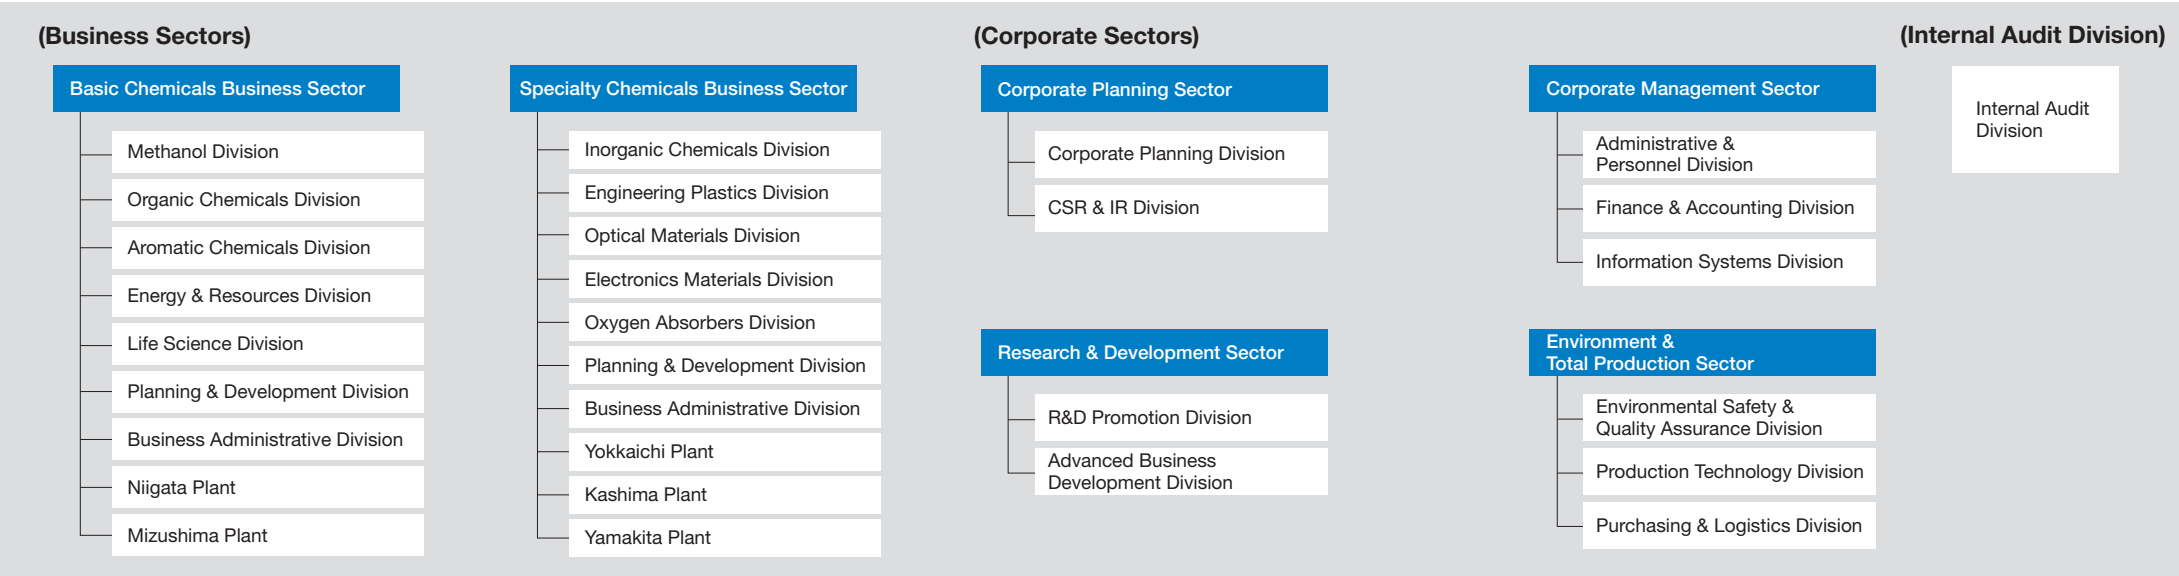 (Business Sectors)
Basic Chemicals Business Sector
Methanol Division
Organic Chemicals Division
Aromatic Chemicals Division
Energy & Resources Division
Life Science Division
Planning & Development Division
Business Administrative Division
Niigata Plant
Mizushima Plant
Specialty Chemicals Business Sector
Inorganic Chemicals Division
Engineering Plastics Division
Optical Materials Division
Electronics Materials Division
Oxygen Absorbers Division
Planning & Development Division
Business Administrative Division
Yokkaichi Plant
Kashima Plant
Yamakita Plant
(Corporate Sectors)
Corporate Planning Sector
Corporate Planning Division
CSR & IR Division
Research & Development Sector
R&D Promotion Division
Advanced Business
Development Division
Corporate Management Sector
Administrative &
Personnel Division
Finance & Accounting Division
Information Systems Division
Environment &
Total Production Sector
Environmental Safety &
Quality Assurance Division
Production Technology Division
Purchasing & Logistics Division
(Internal Audit Division)
Internal Audit
Division